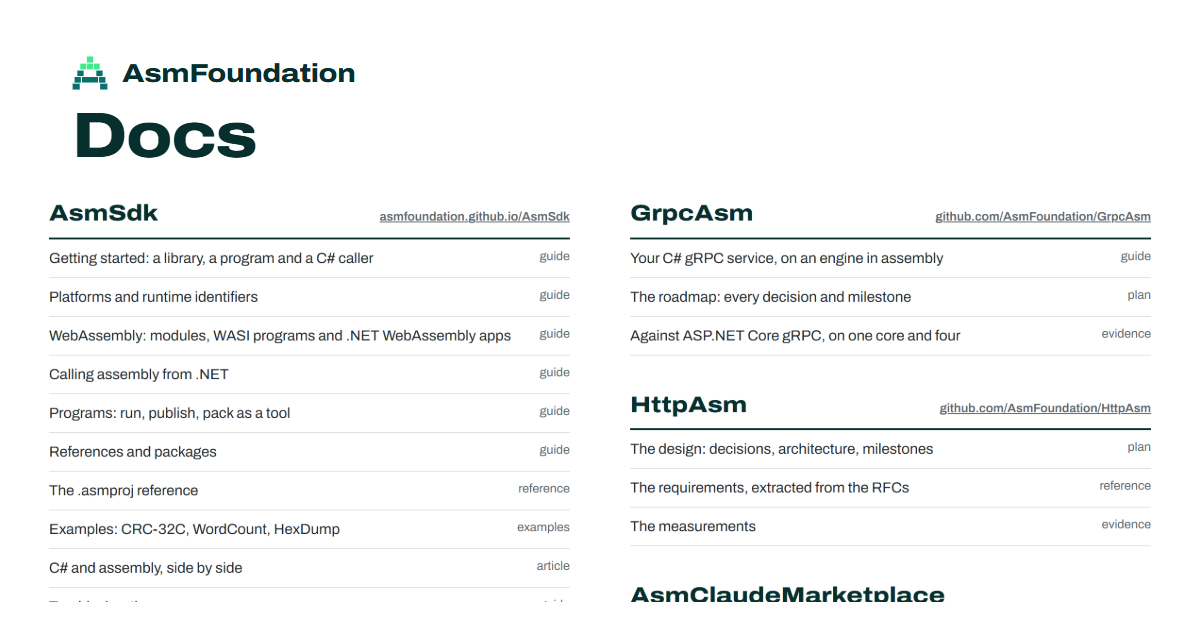 AsmFoundation
Docs
AsmSdk
asmfoundation.github.io/AsmSdk
Getting started: a library, a program and a C# caller
guide
Platforms and runtime identifiers
guide
WebAssembly: modules, WASI programs and .NET WebAssembly apps
guide
Calling assembly from .NET
guide
Programs: run, publish, pack as a tool
guide
References and packages
guide
The .asmproj reference
reference
Examples: CRC-32C, WordCount, HexDump
examples
C# and assembly, side by side
article
GrpcAsm
github.com/AsmFoundation/GrpcAsm
Your C# gRPC service, on an engine in assembly
guide
The roadmap: every decision and milestone
plan
Against ASP.NET Core gRPC, on one core and four
evidence
HttpAsm
github.com/AsmFoundation/HttpAsm
The design: decisions, architecture, milestones
plan
The requirements, extracted from the RFCs
reference
The measurements
evidence
AsmClaudeMarketplace